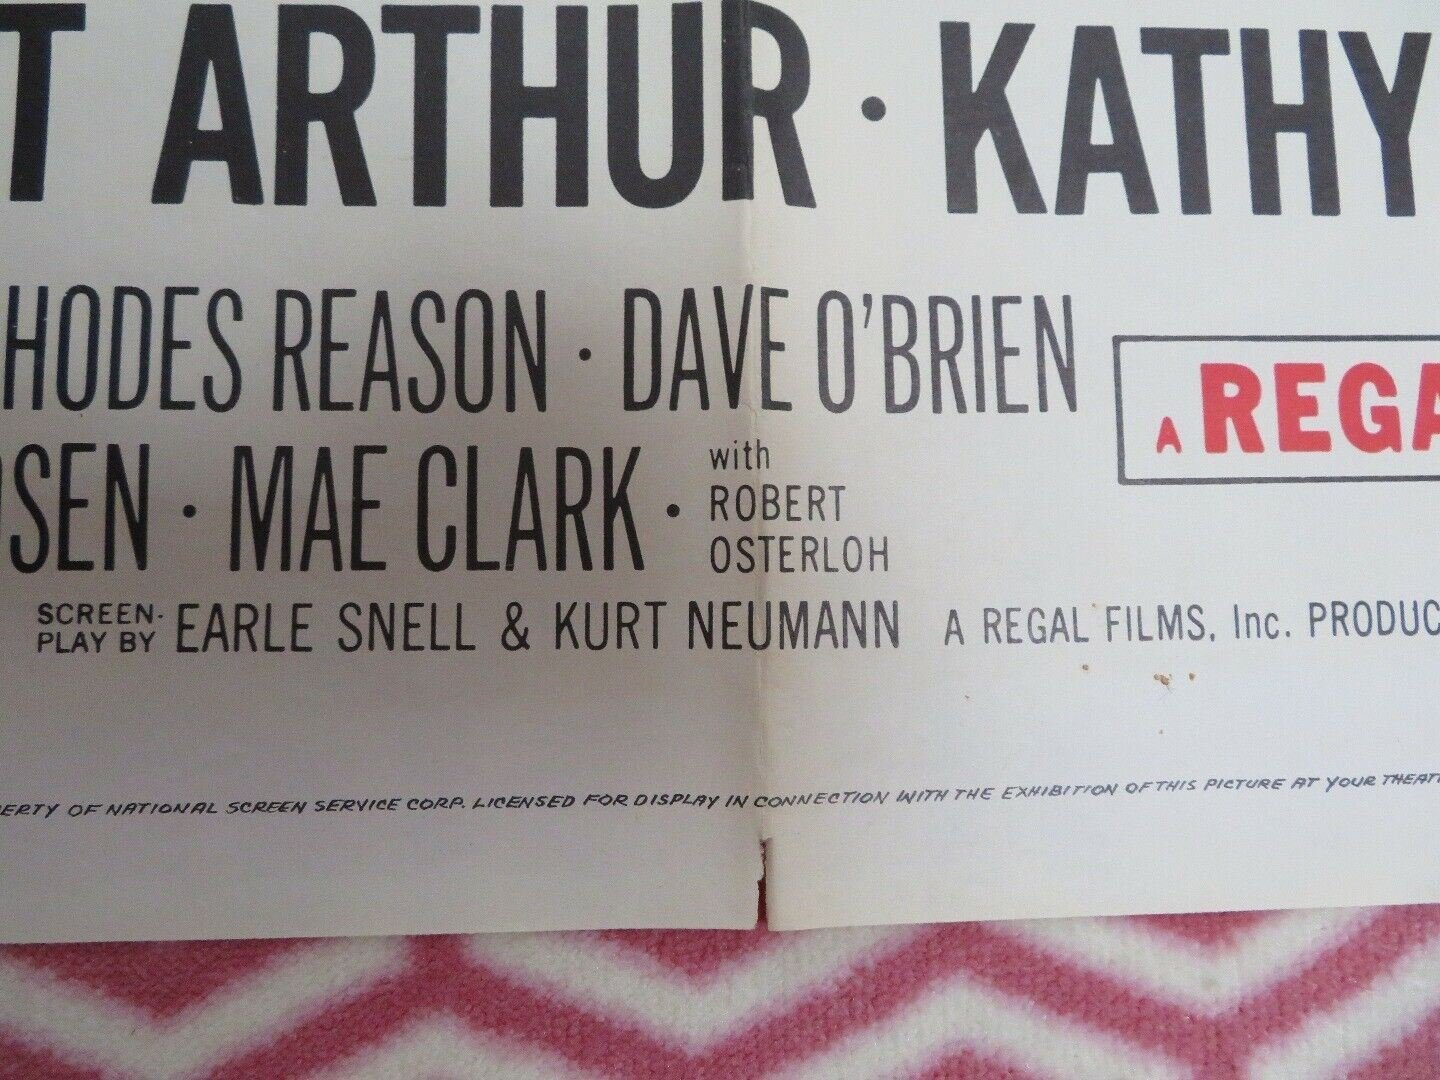 T ARTHUR · KATHY
HODES REASON · DAVE O'BRIEN
A REGA
SEN · MAE CLARK · with ROBERT OSTERLOH
SCREEN-PLAY BY EARLE SNELL & KURT NEUMANN A REGAL FILMS, Inc. PRODUC
ERTY OF NATIONAL SCREEN SERVICE CORP. LICENSED FOR DISPLAY IN CONNECTION WITH THE EXHIBITION OF THIS PICTURE AT YOUR THEAT